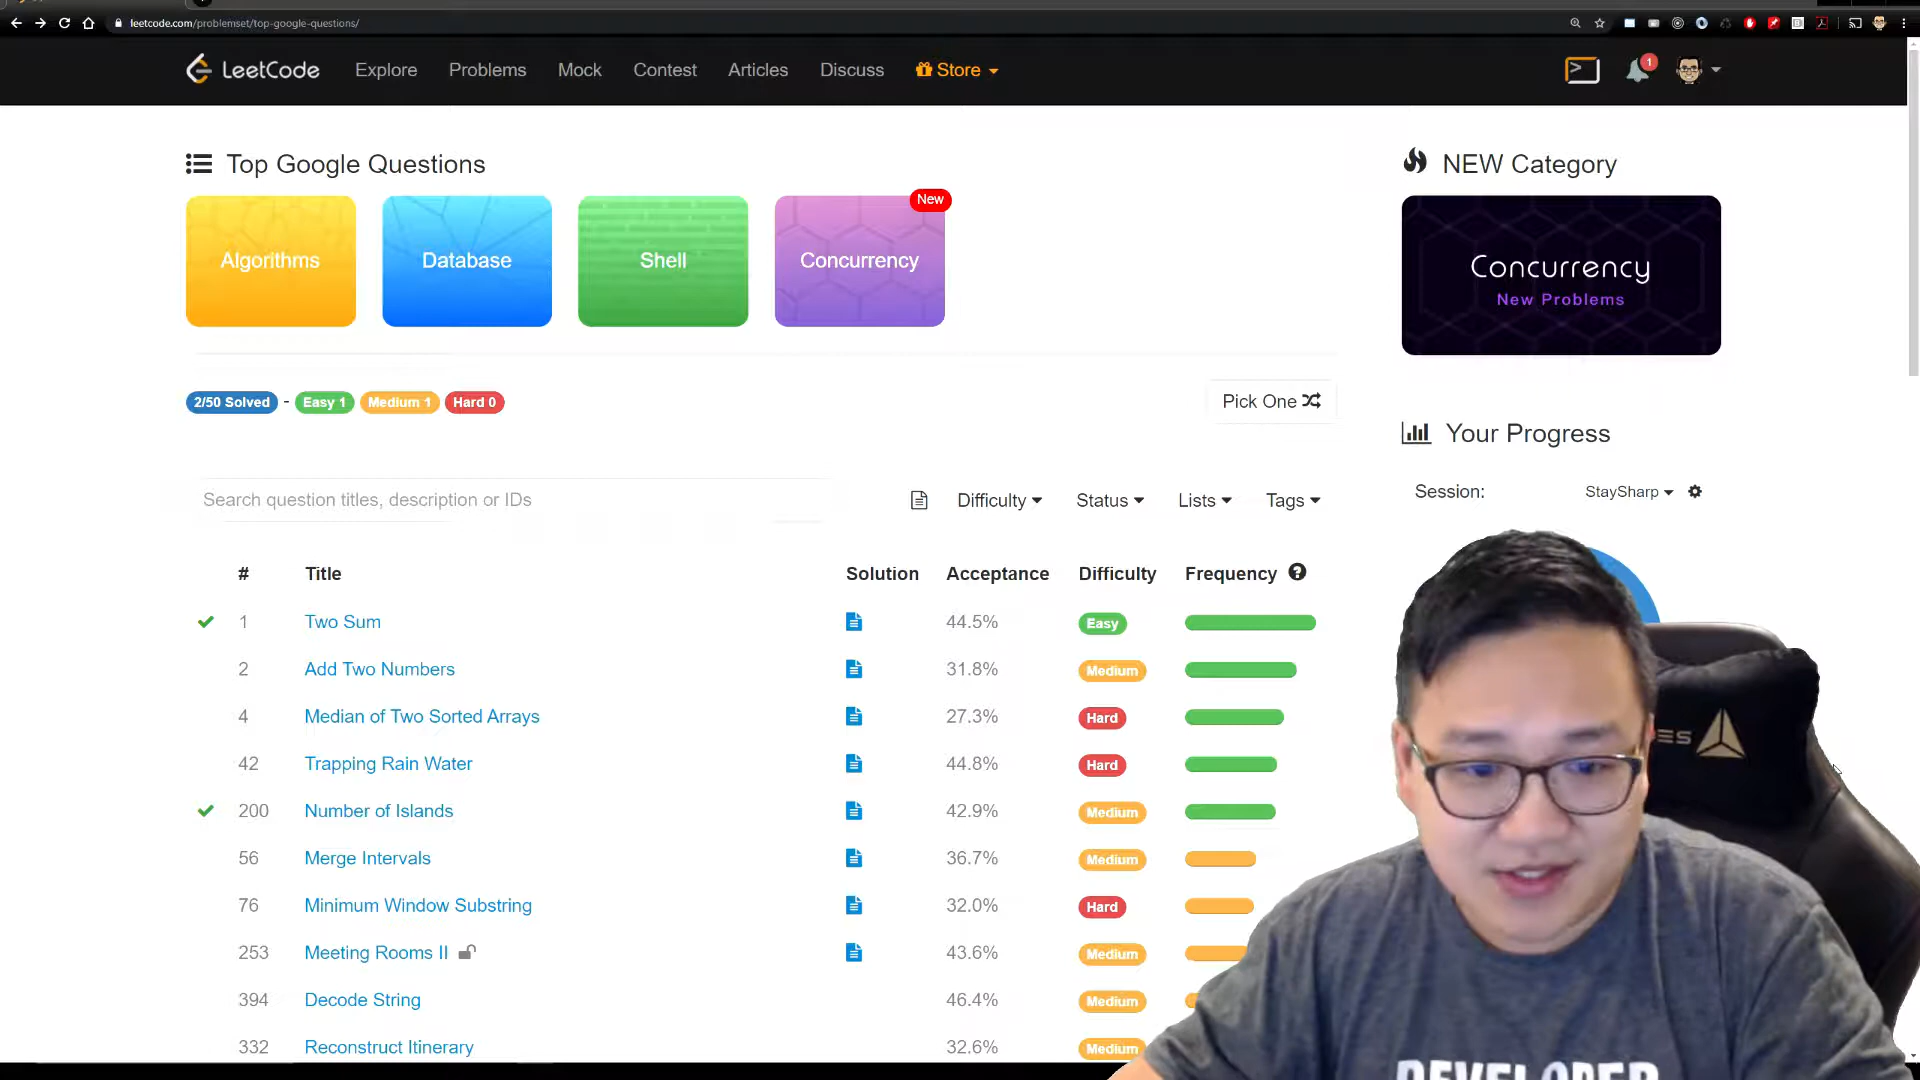 leetcode.com/problemset/top-google-questions/
LeetCode Explore Problems Mock Contest Articles Discuss Store 1
Top Google Questions
NEW Category
New
Algorithms Database Shell Concurrency
Concurrency
New Problems
2/50 Solved - Easy 1 Medium 1 Hard 0
Pick One
Your Progress
Search question titles, description or IDs
Difficulty Status Lists Tags
Session: StaySharp
# Title Solution Acceptance Difficulty Frequency ?
1 Two Sum 44.5% Easy
2 Add Two Numbers 31.8% Medium
4 Median of Two Sorted Arrays 27.3% Hard
42 Trapping Rain Water 44.8% Hard
200 Number of Islands 42.9% Medium
56 Merge Intervals 36.7% Medium
76 Minimum Window Substring 32.0% Hard
253 Meeting Rooms II 43.6% Medium
394 Decode String 46.4% Medium
332 Reconstruct Itinerary 32.6% Medium
DEVELOPER